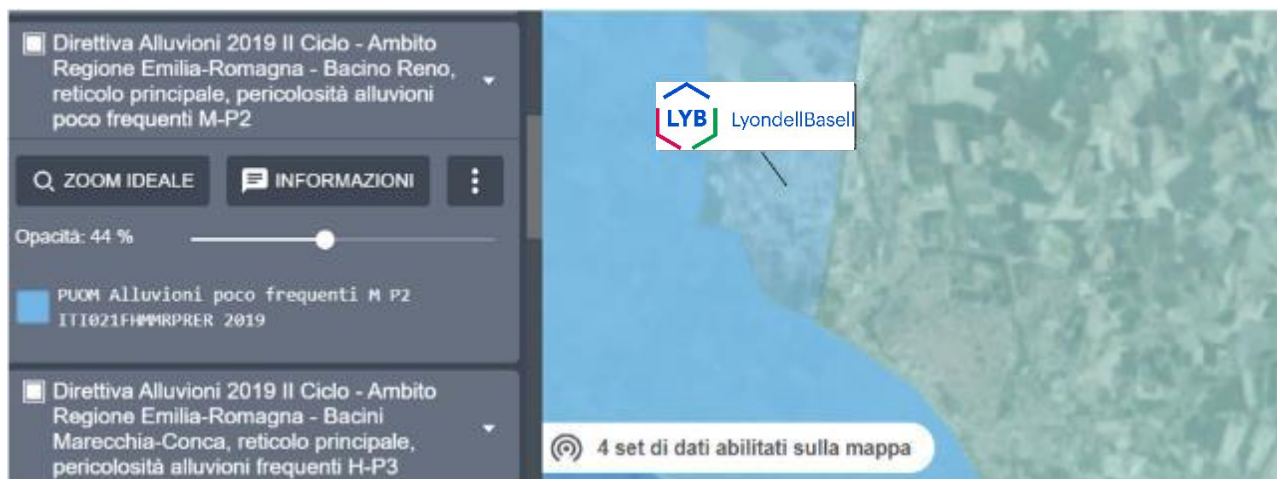 Direttiva Alluvioni 2019 II Ciclo - Ambito
Regione Emilia-Romagna - Bacino Reno,
reticolo principale, pericolosità alluvioni
poco frequenti M-P2
ZOOM IDEALE
INFORMAZIONI
Opacità: 44 %
PUOM Alluvioni poco frequenti M P2
ITI021FHMMRPRER 2019
Direttiva Alluvioni 2019 II Ciclo - Ambito
Regione Emilia-Romagna - Bacini
Marecchia-Conca, reticolo principale,
pericolosità alluvioni frequenti H-P3
LYB LyondellBasell
4 set di dati abilitati sulla mappa